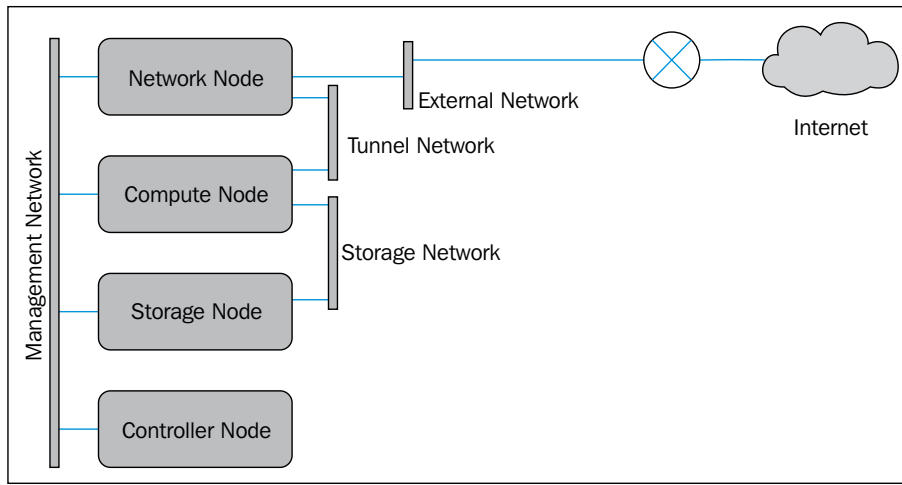 Management Network
Network Node
External Network
Internet
Tunnel Network
Compute Node
Storage Network
Storage Node
Controller Node